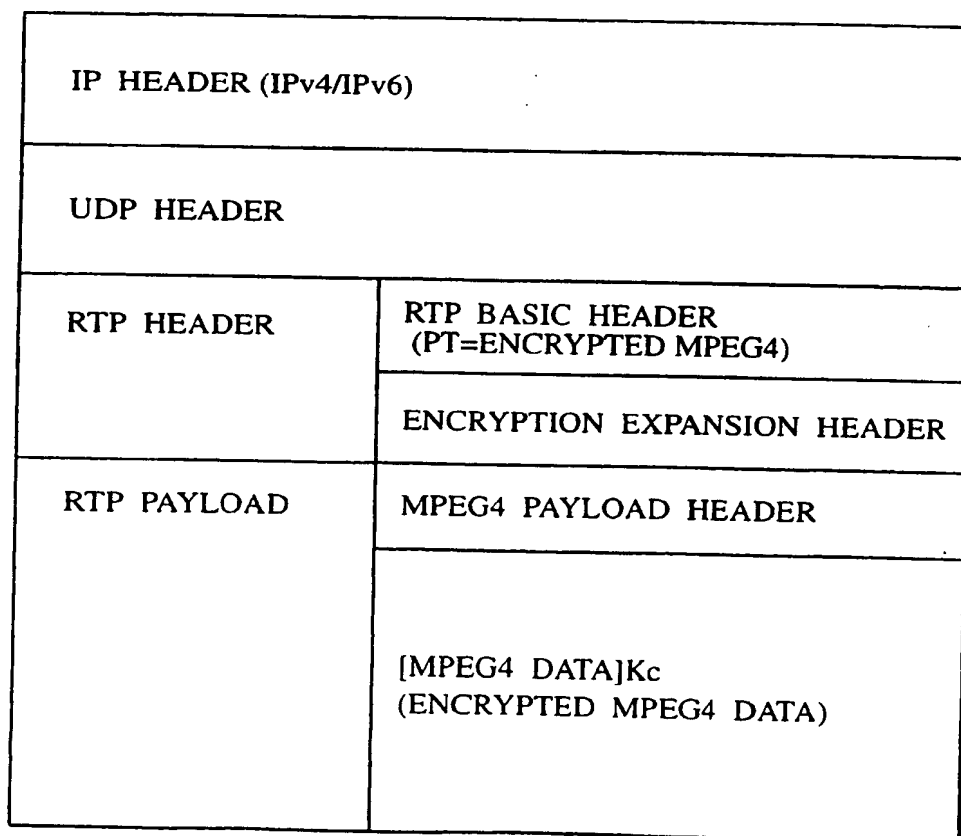 IP HEADER (IPv4/IPv6)
UDP HEADER
RTP HEADER
RTP BASIC HEADER
(PT=ENCRYPTED MPEG4)
ENCRYPTION EXPANSION HEADER
RTP PAYLOAD
MPEG4 PAYLOAD HEADER
[MPEG4 DATA]Kc
(ENCRYPTED MPEG4 DATA)